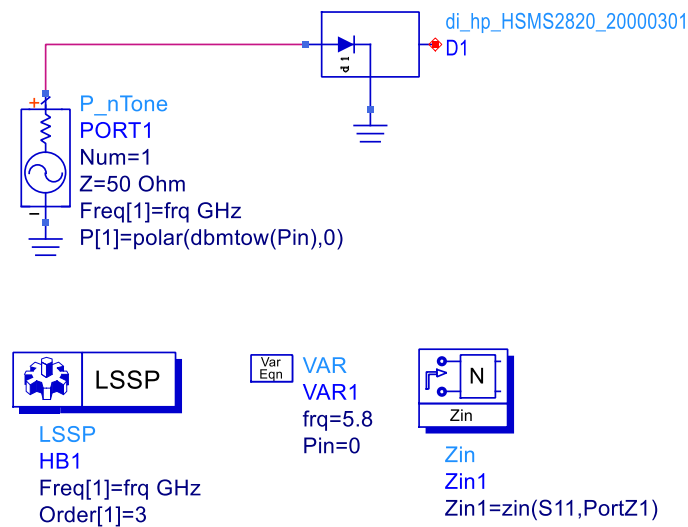 di_hp_HSMS2820_20000301
D1
d1
+
P_nTone
PORT1
Num=1
Z=50 Ohm
Freq[1]=frq GHz
P[1]=polar(dbmtow(Pin),0)
−
LSSP
LSSP
HB1
Freq[1]=frq GHz
Order[1]=3
Var
Eqn
VAR
VAR1
frq=5.8
Pin=0
N
Zin
Zin
Zin1
Zin1=zin(S11,PortZ1)